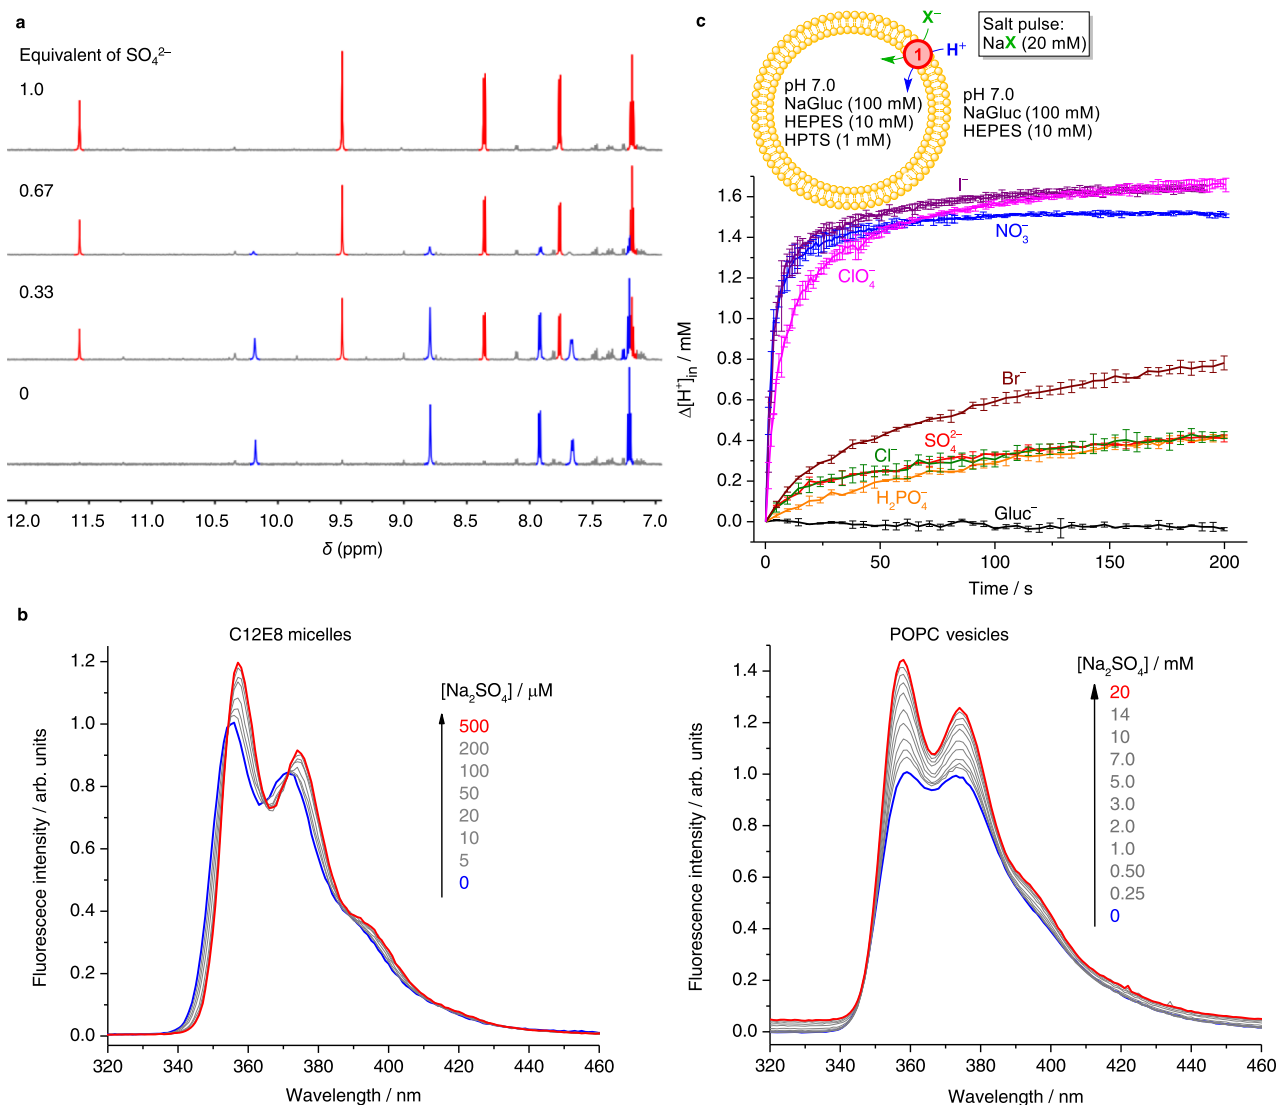 a
Equivalent of SO₄²⁻
1.0
0.67
0.33
0
12.0 11.5 11.0 10.5 10.0 9.5 9.0 8.5 8.0 7.5 7.0
δ (ppm)
c
X⁻
H⁺
1
Salt pulse:
NaX (20 mM)
pH 7.0
NaGluc (100 mM)
HEPES (10 mM)
HPTS (1 mM)
pH 7.0
NaGluc (100 mM)
HEPES (10 mM)
Δ[H⁺]in / mM
1.6
1.4
1.2
1.0
0.8
0.6
0.4
0.2
0.0
I⁻
NO₃⁻
ClO₄⁻
Br⁻
SO₄²⁻
Cl⁻
H₂PO₄⁻
Gluc⁻
0 50 100 150 200
Time / s
b
C12E8 micelles
Fluorescece intensity / arb. units
1.2
1.0
0.8
0.6
0.4
0.2
0.0
[Na₂SO₄] / μM
500
200
100
50
20
10
5
0
320 340 360 380 400 420 440 460
Wavelength / nm
POPC vesicles
Fluorescence intensity / arb. units
1.4
1.2
1.0
0.8
0.6
0.4
0.2
0.0
[Na₂SO₄] / mM
20
14
10
7.0
5.0
3.0
2.0
1.0
0.50
0.25
0
320 340 360 380 400 420 440 460
Wavelength / nm